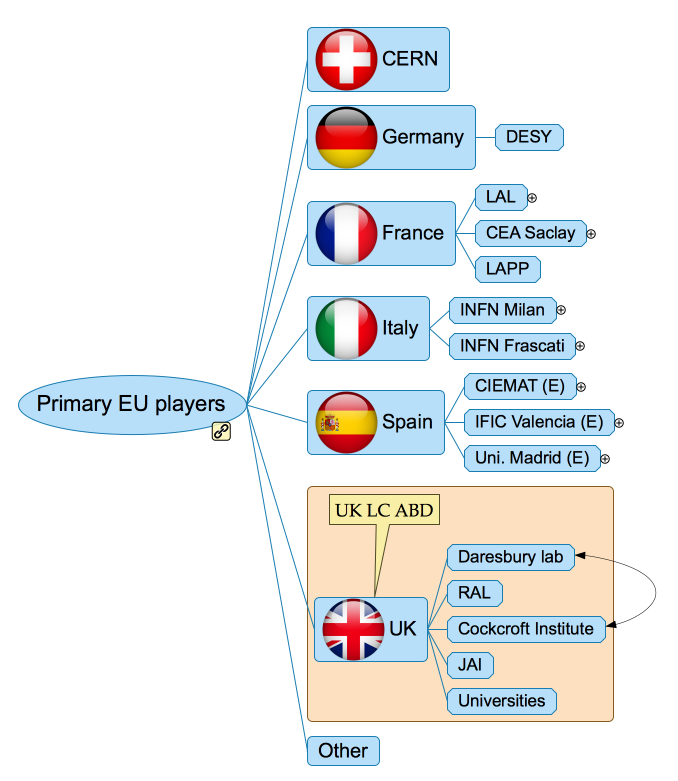 CERN
Germany
DESY
France
LAL
CEA Saclay
LAPP
Italy
INFN Milan
INFN Frascati
Primary EU players
Spain
CIEMAT (E)
IFIC Valencia (E)
Uni. Madrid (E)
UK LC ABD
UK
Daresbury lab
RAL
Cockcroft Institute
JAI
Universities
Other